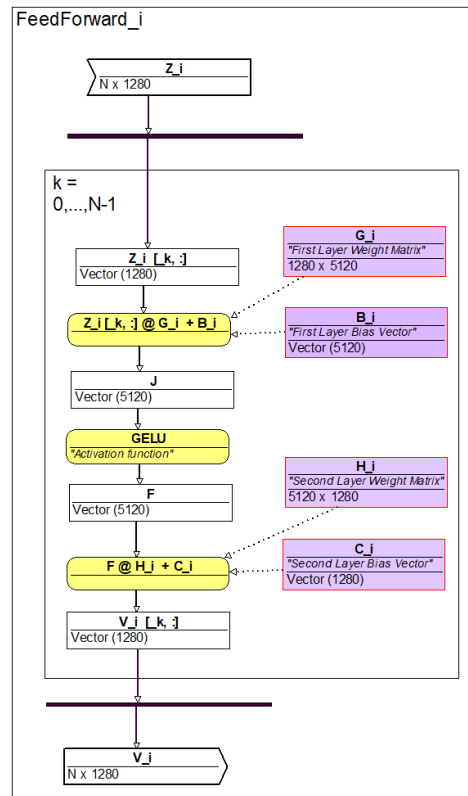 FeedForward_i
Z_i
N x 1280
k =
0,...,N-1
Z_i [_k, :]
Vector (1280)
G_i
"First Layer Weight Matrix"
1280 x 5120
Z_i [_k, :] @ G_i + B_i
B_i
"First Layer Bias Vector"
Vector (5120)
J
Vector (5120)
GELU
"Activation function"
H_i
"Second Layer Weight Matrix"
5120 x 1280
F
Vector (5120)
F @ H_i + C_i
C_i
"Second Layer Bias Vector"
Vector (1280)
V_i [_k, :]
Vector (1280)
V_i
N x 1280